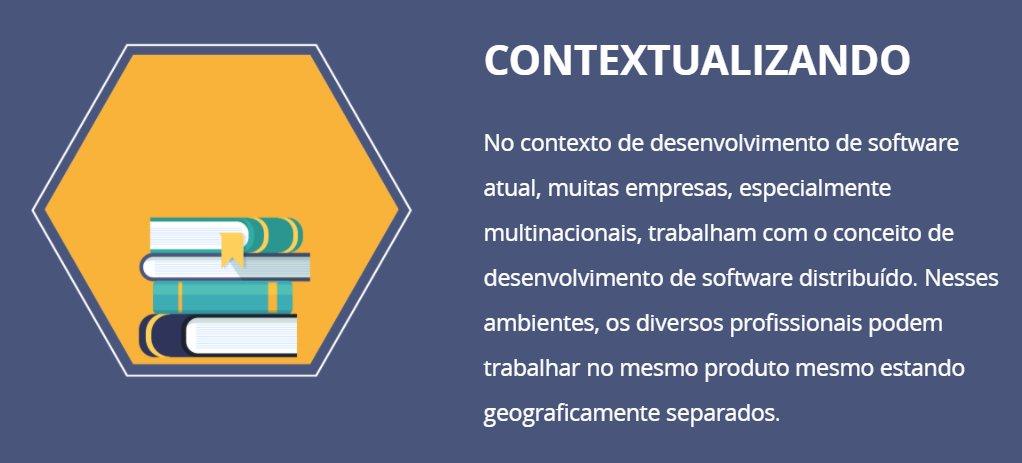 CONTEXTUALIZANDO
No contexto de desenvolvimento de software
atual, muitas empresas, especialmente
multinacionais, trabalham com o conceito de
desenvolvimento de software distribuído. Nesses
ambientes, os diversos profissionais podem
trabalhar no mesmo produto mesmo estando
geograficamente separados.